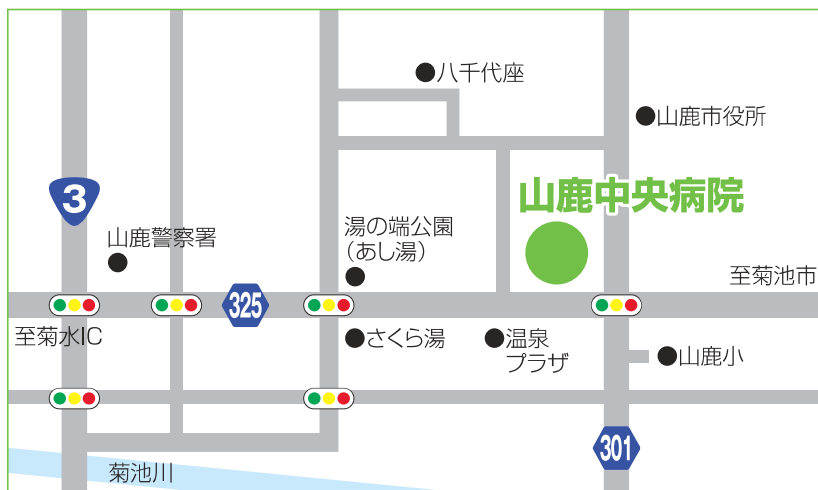 八千代座
山鹿市役所
3
山鹿中央病院
山鹿警察署
湯の端公園
(あし湯)
至菊池市
325
至菊水IC
さくら湯
温泉
プラザ
山鹿小
301
菊池川